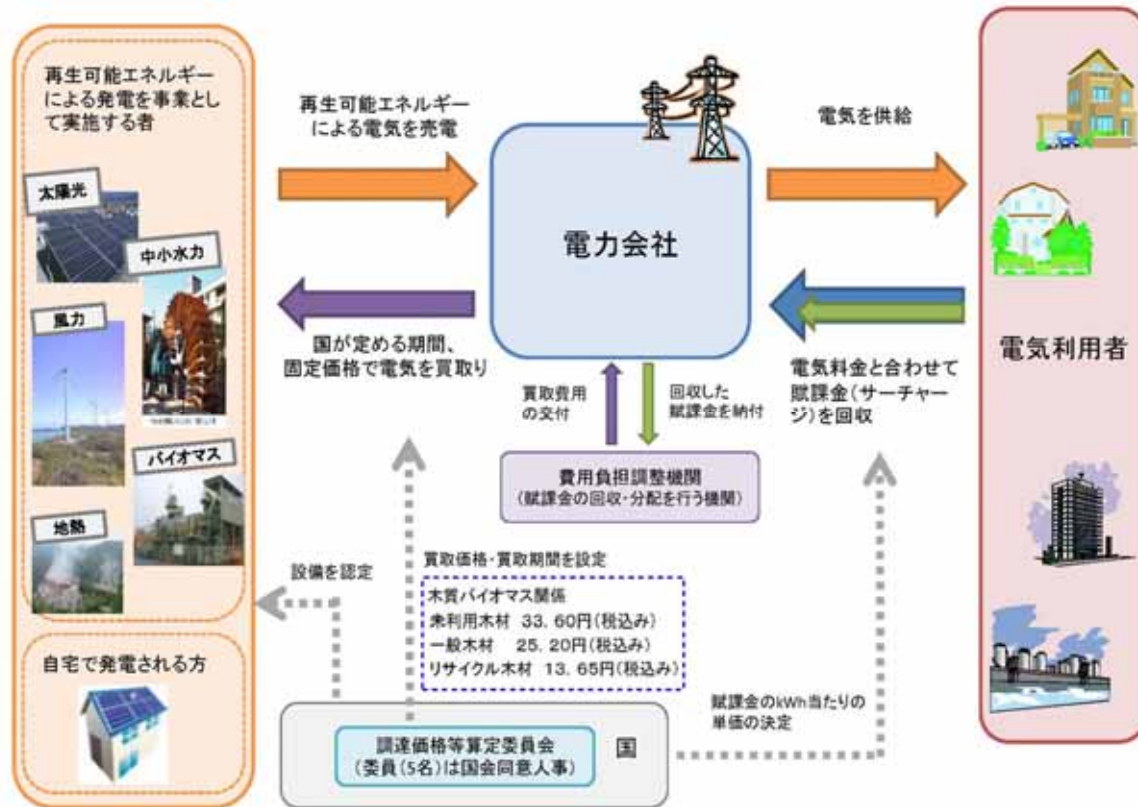 再生可能エネルギー
による発電を事業とし
て実施する者
太陽光
中小水力
風力
バイオマス
地熱
自宅で発電される方
再生可能エネルギー
による電気を売電
国が定める期間、
固定価格で電気を買取り
電力会社
電気を供給
電気料金と合わせて
賦課金(サーチャー
ジ)を回収
電気利用者
買取費用
の交付
回収した
賦課金を納付
費用負担調整機関
(賦課金の回収・分配を行う機関)
設備を認定
買取価格・買取期間を設定
木質バイオマス関係
未利用木材 33.60円(税込み)
一般木材 25.20円(税込み)
リサイクル木材 13.65円(税込み)
賦課金のkWh当たりの
単価の決定
調達価格等算定委員会
(委員(5名)は国会同意人事)
国